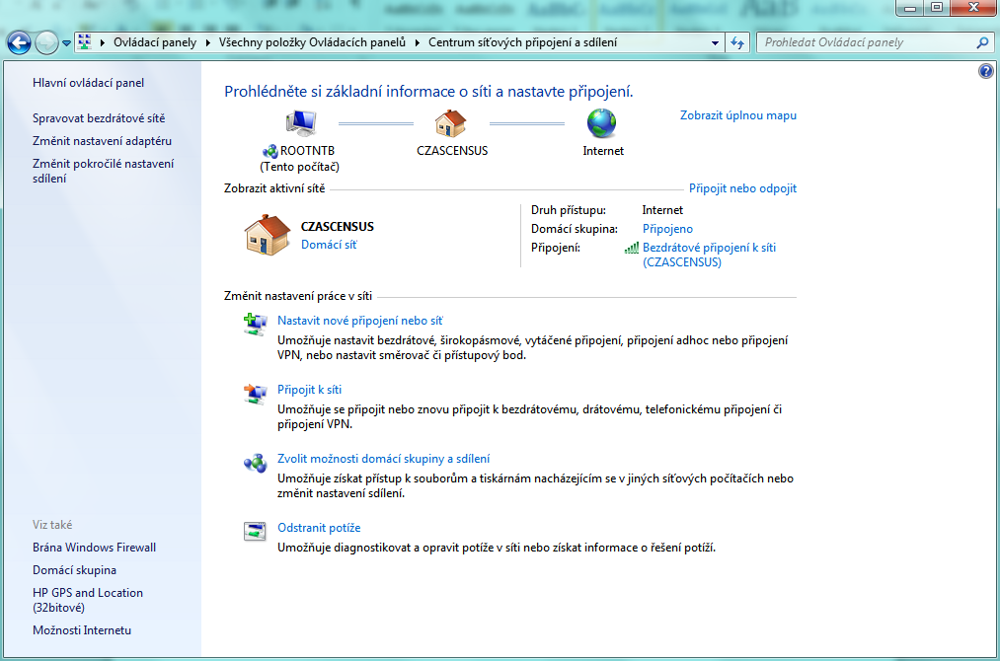 Ovládací panely
Všechny položky Ovládacích panelů
Centrum síťových připojení a sdílení
Prohledat Ovládací panely
Hlavní ovládací panel
Spravovat bezdrátové sítě
Změnit nastavení adaptéru
Změnit pokročilé nastavení
sdílení
Prohlédněte si základní informace o síti a nastavte připojení.
Zobrazit úplnou mapu
ROOTNTB
(Tento počítač)
CZASCENSUS
Internet
Zobrazit aktivní sítě
Připojit nebo odpojit
CZASCENSUS
Domácí síť
Druh přístupu: Internet
Domácí skupina: Připojeno
Připojení: Bezdrátové připojení k síti
(CZASCENSUS)
Změnit nastavení práce v síti
Nastavit nové připojení nebo síť
Umožňuje nastavit bezdrátové, širokopásmové, vytáčené připojení, připojení adhoc nebo připojení
VPN, nebo nastavit směrovač či přístupový bod.
Připojit k síti
Umožňuje se připojit nebo znovu připojit k bezdrátovému, drátovému, telefonickému připojení či
připojení VPN.
Zvolit možnosti domácí skupiny a sdílení
Umožňuje získat přístup k souborům a tiskárnám nacházejícím se v jiných síťových počítačích nebo
změnit nastavení sdílení.
Odstranit potíže
Umožňuje diagnostikovat a opravit potíže v síti nebo získat informace o řešení potíží.
Viz také
Brána Windows Firewall
Domácí skupina
HP GPS and Location
(32bitové)
Možnosti Internetu